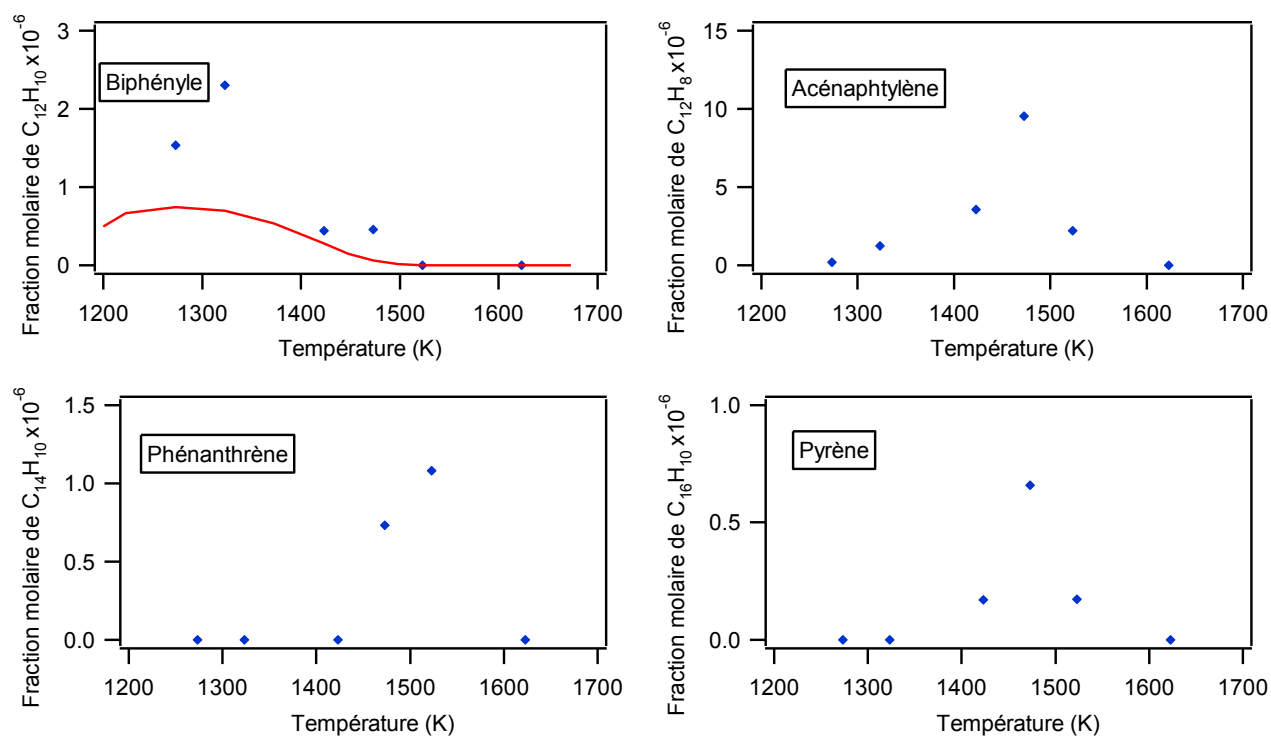 Fraction molaire de C₁₂H₁₀ x10⁻⁶
3
2
1
0
Biphényle
1200 1300 1400 1500 1600 1700
Température (K)
Fraction molaire de C₁₂H₈ x10⁻⁶
15
10
5
0
Acénaphtylène
1200 1300 1400 1500 1600 1700
Température (K)
Fraction molaire de C₁₄H₁₀ x10⁻⁶
1.5
1.0
0.5
0.0
Phénanthrène
1200 1300 1400 1500 1600 1700
Température (K)
Fraction molaire de C₁₆H₁₀ x10⁻⁶
1.0
0.5
0.0
Pyrène
1200 1300 1400 1500 1600 1700
Température (K)